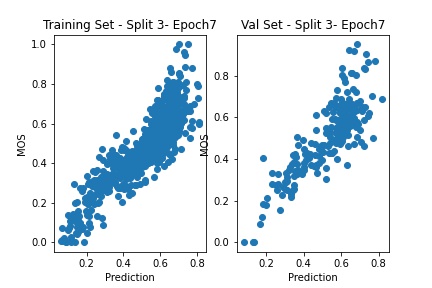 Training Set - Split 3- Epoch7
Val Set - Split 3- Epoch7
1.0
0.8
0.6
0.4
0.2
0.0
MOS
0.2 0.4 0.6 0.8
Prediction
0.8
0.6
0.4
0.2
0.0
MOS
0.2 0.4 0.6 0.8
Prediction